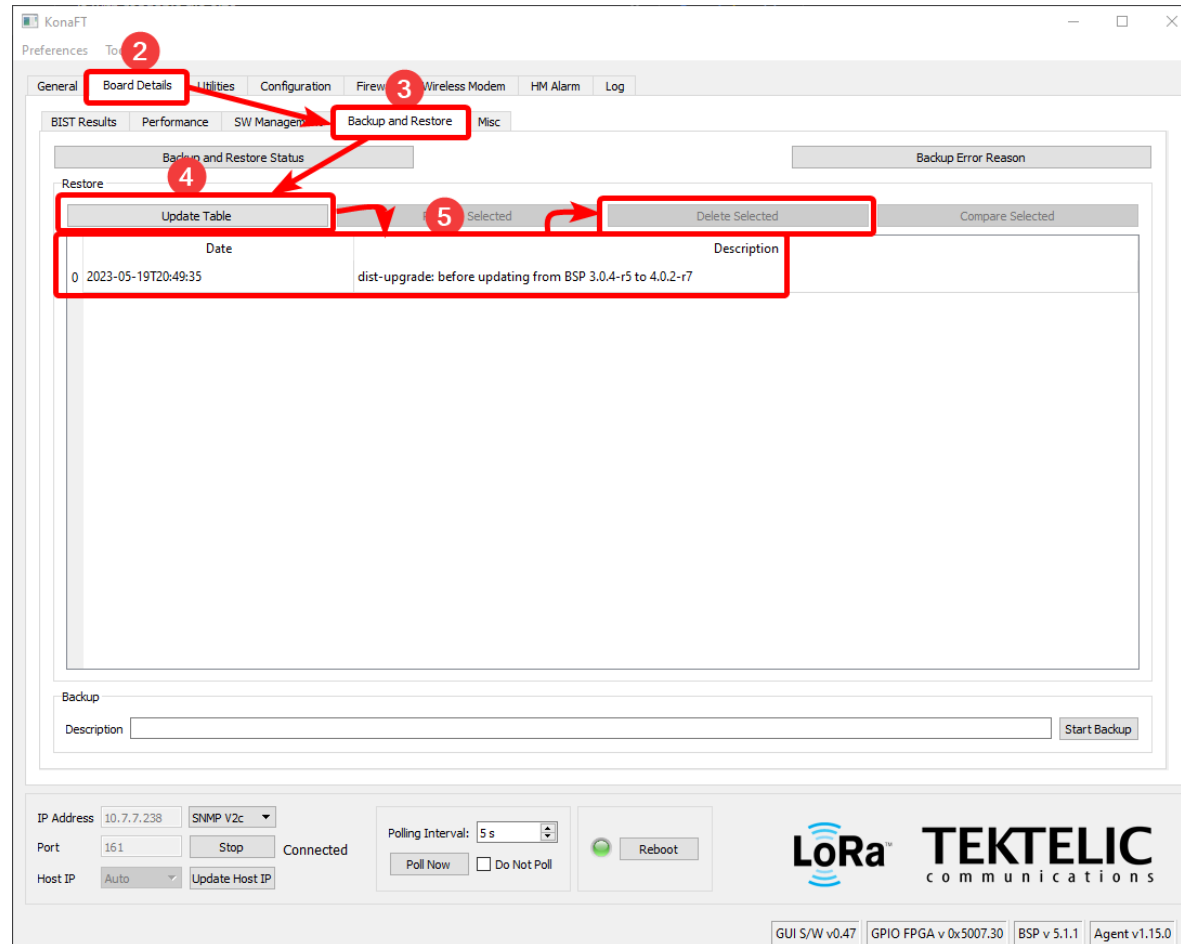 KonaFT
Preferences
2
General Board Details Utilities Configuration Wireless Modem HM Alarm Log
3
BIST Results Performance SW Management Backup and Restore Misc
Backup and Restore Status Backup Error Reason
4
Restore
Update Table 5 Selected Delete Selected Compare Selected
Date Description
0 2023-05-19T20:49:35 dist-upgrade: before updating from BSP 3.0.4-r5 to 4.0.2-r7
Backup
Description Start Backup
IP Address 10.7.7.238 SNMP V2c
Port 161 Stop Connected
Host IP Auto Update Host IP
Polling Interval: 5 s
Poll Now Do Not Poll
Reboot
LoRa™ TEKTELIC
communications
GUI S/W v0.47 GPIO FPGA v 0x5007.30 BSP v 5.1.1 Agent v1.15.0